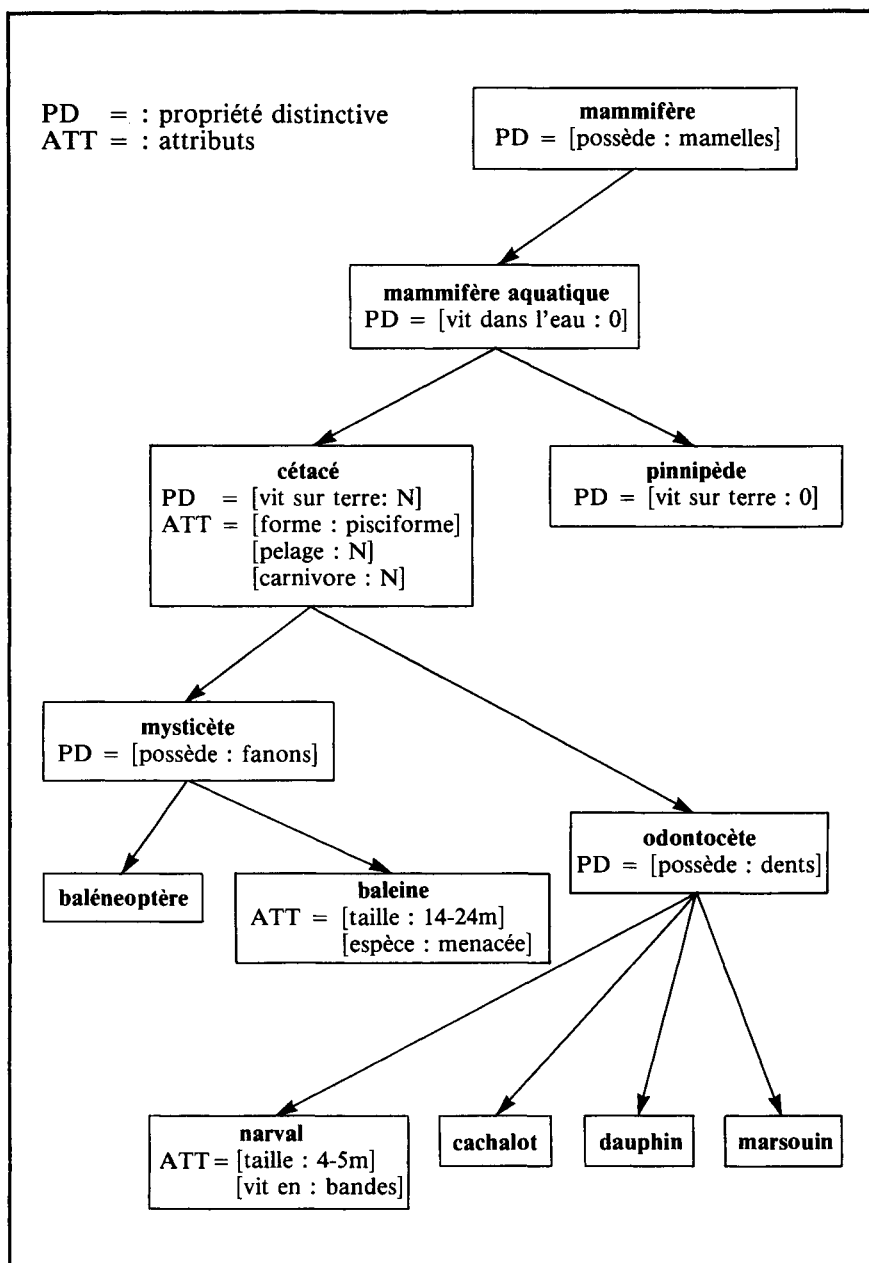 PD = : propriété distinctive
ATT = : attributs
mammifère
PD = [possède : mamelles]
mammifère aquatique
PD = [vit dans l'eau : 0]
cétacé
PD = [vit sur terre: N]
ATT = [forme : pisciforme]
[pelage : N]
[carnivore : N]
pinnipède
PD = [vit sur terre : 0]
mysticète
PD = [possède : fanons]
odontocète
PD = [possède : dents]
baléneoptère
baleine
ATT = [taille : 14-24m]
[espèce : menacée]
narval
ATT= [taille : 4-5m]
[vit en : bandes]
cachalot
dauphin
marsouin